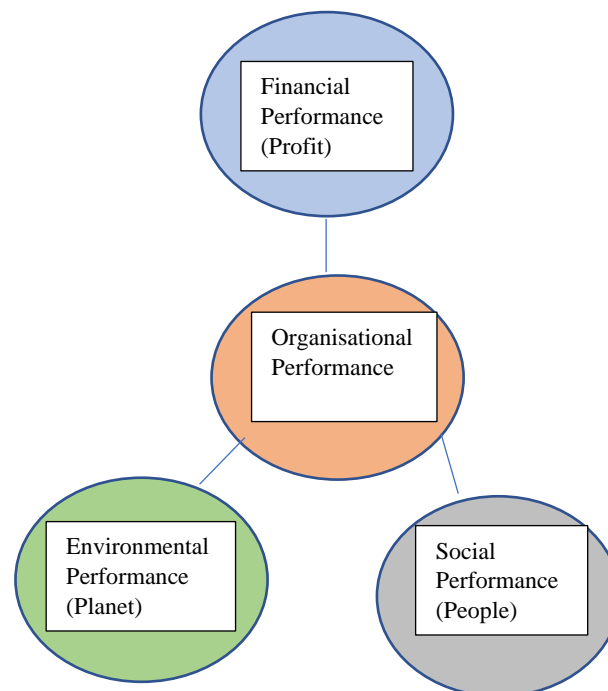 Financial
Performance
(Profit)
Organisational
Performance
Environmental
Performance
(Planet)
Social
Performance
(People)